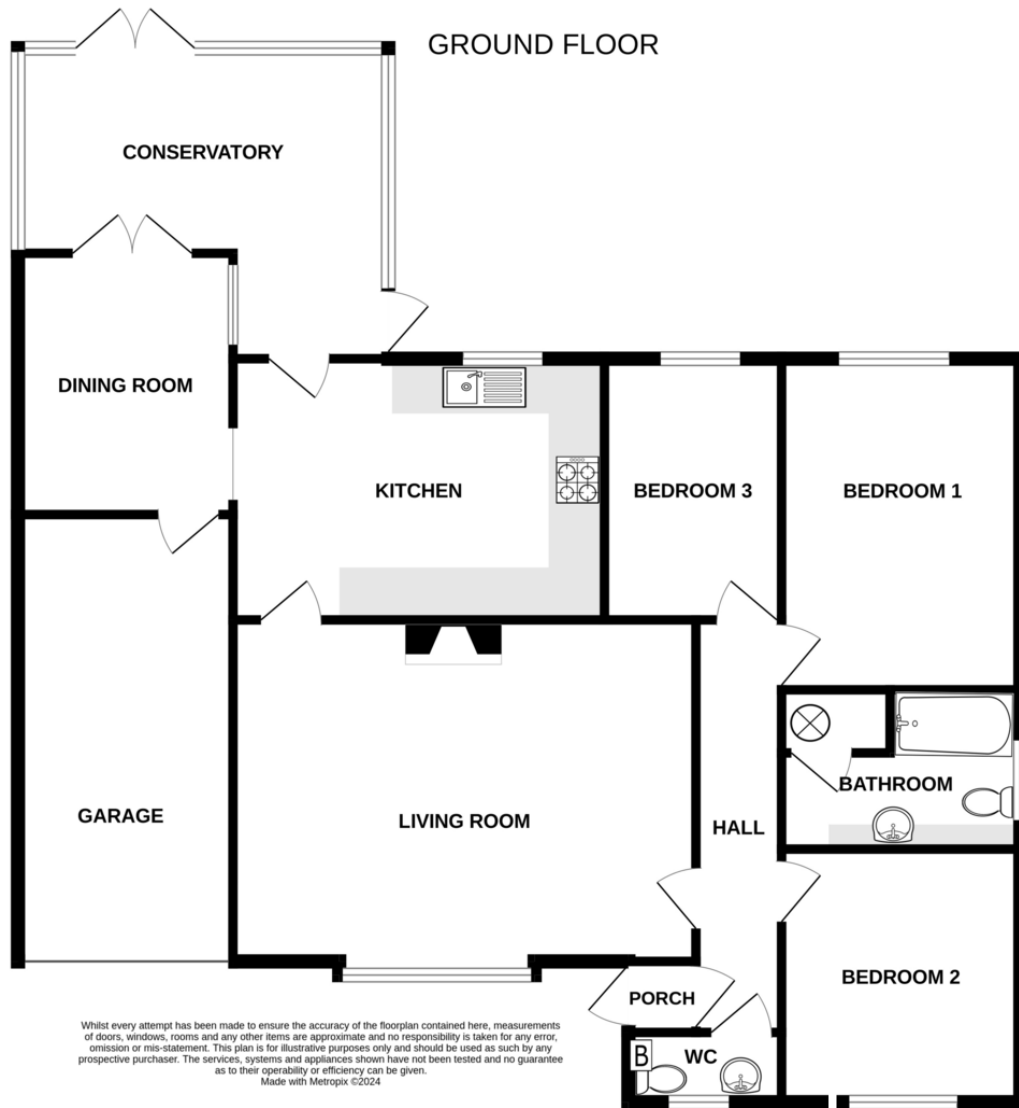 GROUND FLOOR
CONSERVATORY
DINING ROOM
KITCHEN
BEDROOM 3
BEDROOM 1
BATHROOM
GARAGE
LIVING ROOM
HALL
BEDROOM 2
PORCH
WC
B
Whilst every attempt has been made to ensure the accuracy of the floorplan contained here, measurements
of doors, windows, rooms and any other items are approximate and no responsibility is taken for any error,
omission or mis-statement. This plan is for illustrative purposes only and should be used as such by any
prospective purchaser. The services, systems and appliances shown have not been tested and no guarantee
as to their operability or efficiency can be given.
Made with Metropix ©2024